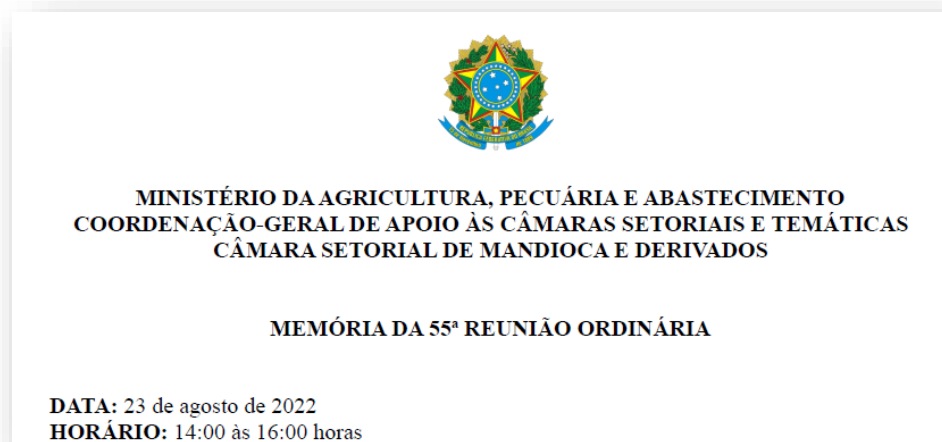 MINISTÉRIO DA AGRICULTURA, PECUÁRIA E ABASTECIMENTO
COORDENAÇÃO-GERAL DE APOIO ÀS CÂMARAS SETORIAIS E TEMÁTICAS
CÂMARA SETORIAL DE MANDIOCA E DERIVADOS
MEMÓRIA DA 55ª REUNIÃO ORDINÁRIA
DATA: 23 de agosto de 2022
HORÁRIO: 14:00 às 16:00 horas